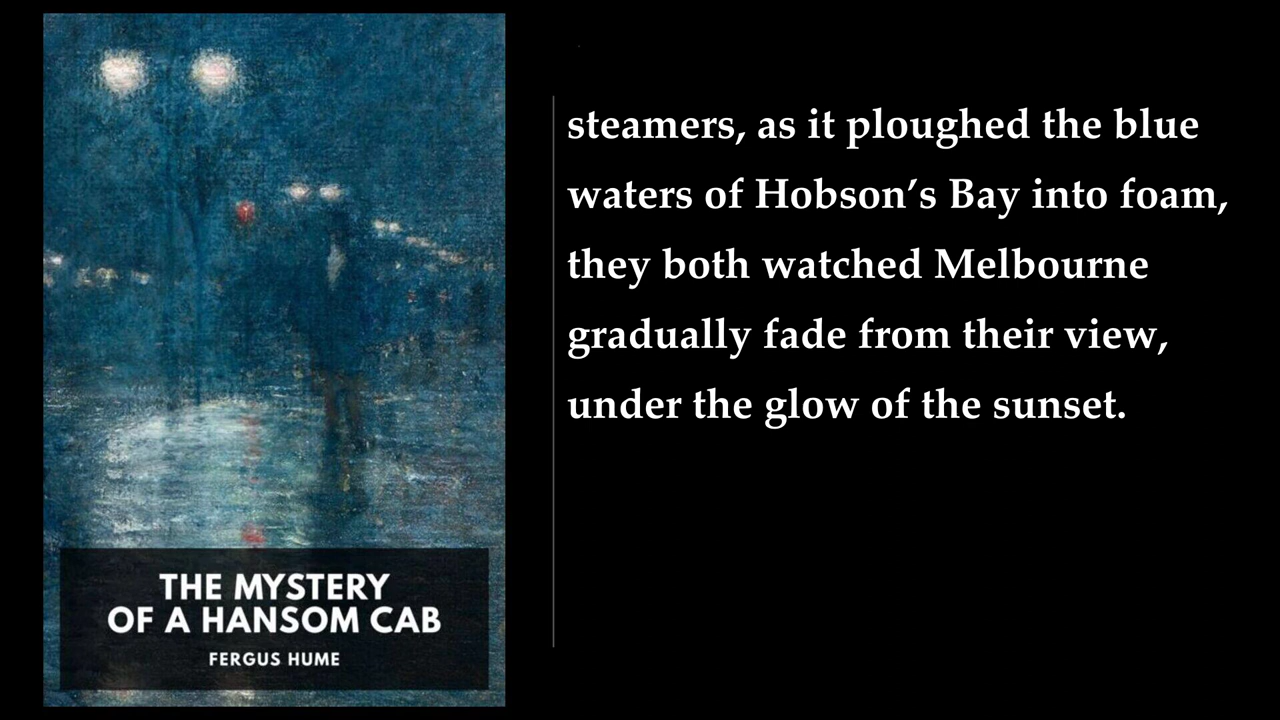 steamers, as it ploughed the blue
waters of Hobson’s Bay into foam,
they both watched Melbourne
gradually fade from their view,
under the glow of the sunset.
THE MYSTERY
OF A HANSOM CAB
FERGUS HUME